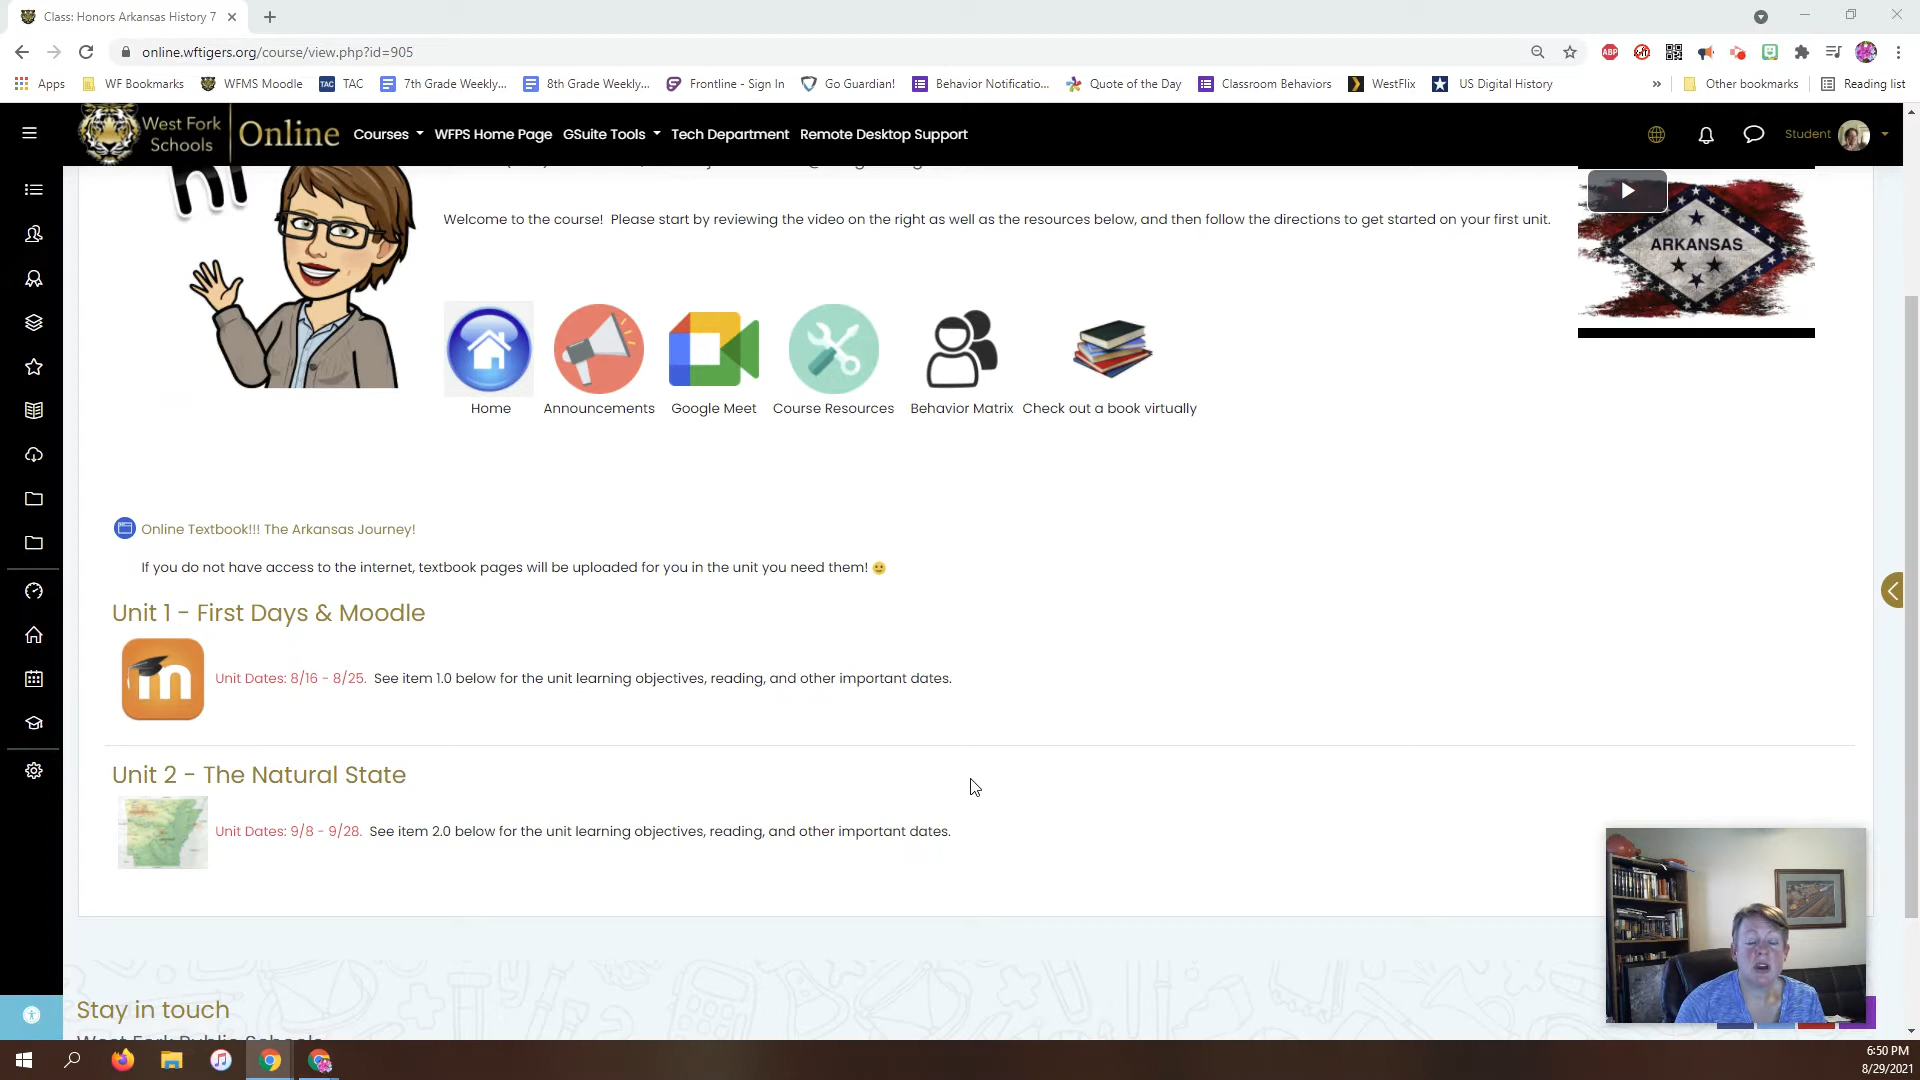 Class: Honors Arkansas History 7
online.wftigers.org/course/view.php?id=905
ABP
Apps
WF Bookmarks
WFMS Moodle
TAC TAC
7th Grade Weekly...
8th Grade Weekly...
Frontline - Sign In
Go Guardian!
Behavior Notificatio...
Quote of the Day
Classroom Behaviors
WestFlix
US Digital History
»
Other bookmarks
Reading list
West Fork Schools
Online
Courses
WFPS Home Page
GSuite Tools
Tech Department
Remote Desktop Support
Student
Welcome to the course! Please start by reviewing the video on the right as well as the resources below, and then follow the directions to get started on your first unit.
ARKANSAS
Home
Announcements
Google Meet
Course Resources
Behavior Matrix
Check out a book virtually
Online Textbook!!! The Arkansas Journey!
If you do not have access to the internet, textbook pages will be uploaded for you in the unit you need them! 🙂
Unit 1 - First Days & Moodle
m
Unit Dates: 8/16 - 8/25. See item 1.0 below for the unit learning objectives, reading, and other important dates.
Unit 2 - The Natural State
Unit Dates: 9/8 - 9/28. See item 2.0 below for the unit learning objectives, reading, and other important dates.
Stay in touch
West Fork Public Schools
6:50 PM
8/29/2021